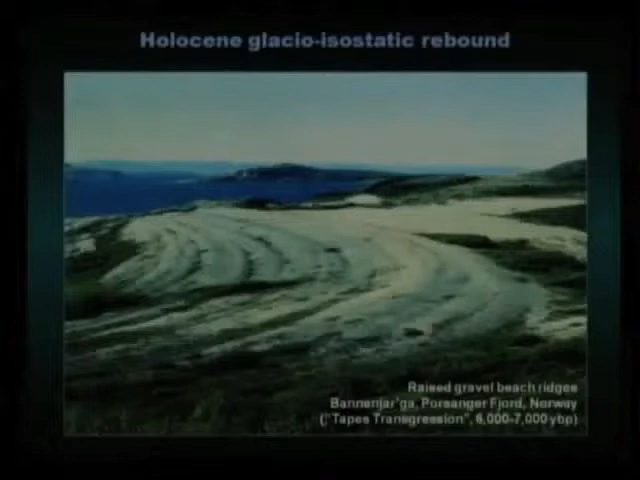 Holocene glacio-isostatic rebound
Raised gravel beach ridges
Bannenjar'ga, Porsanger Fjord, Norway
("Tapes Transgression", 6,000-7,000 ybp)